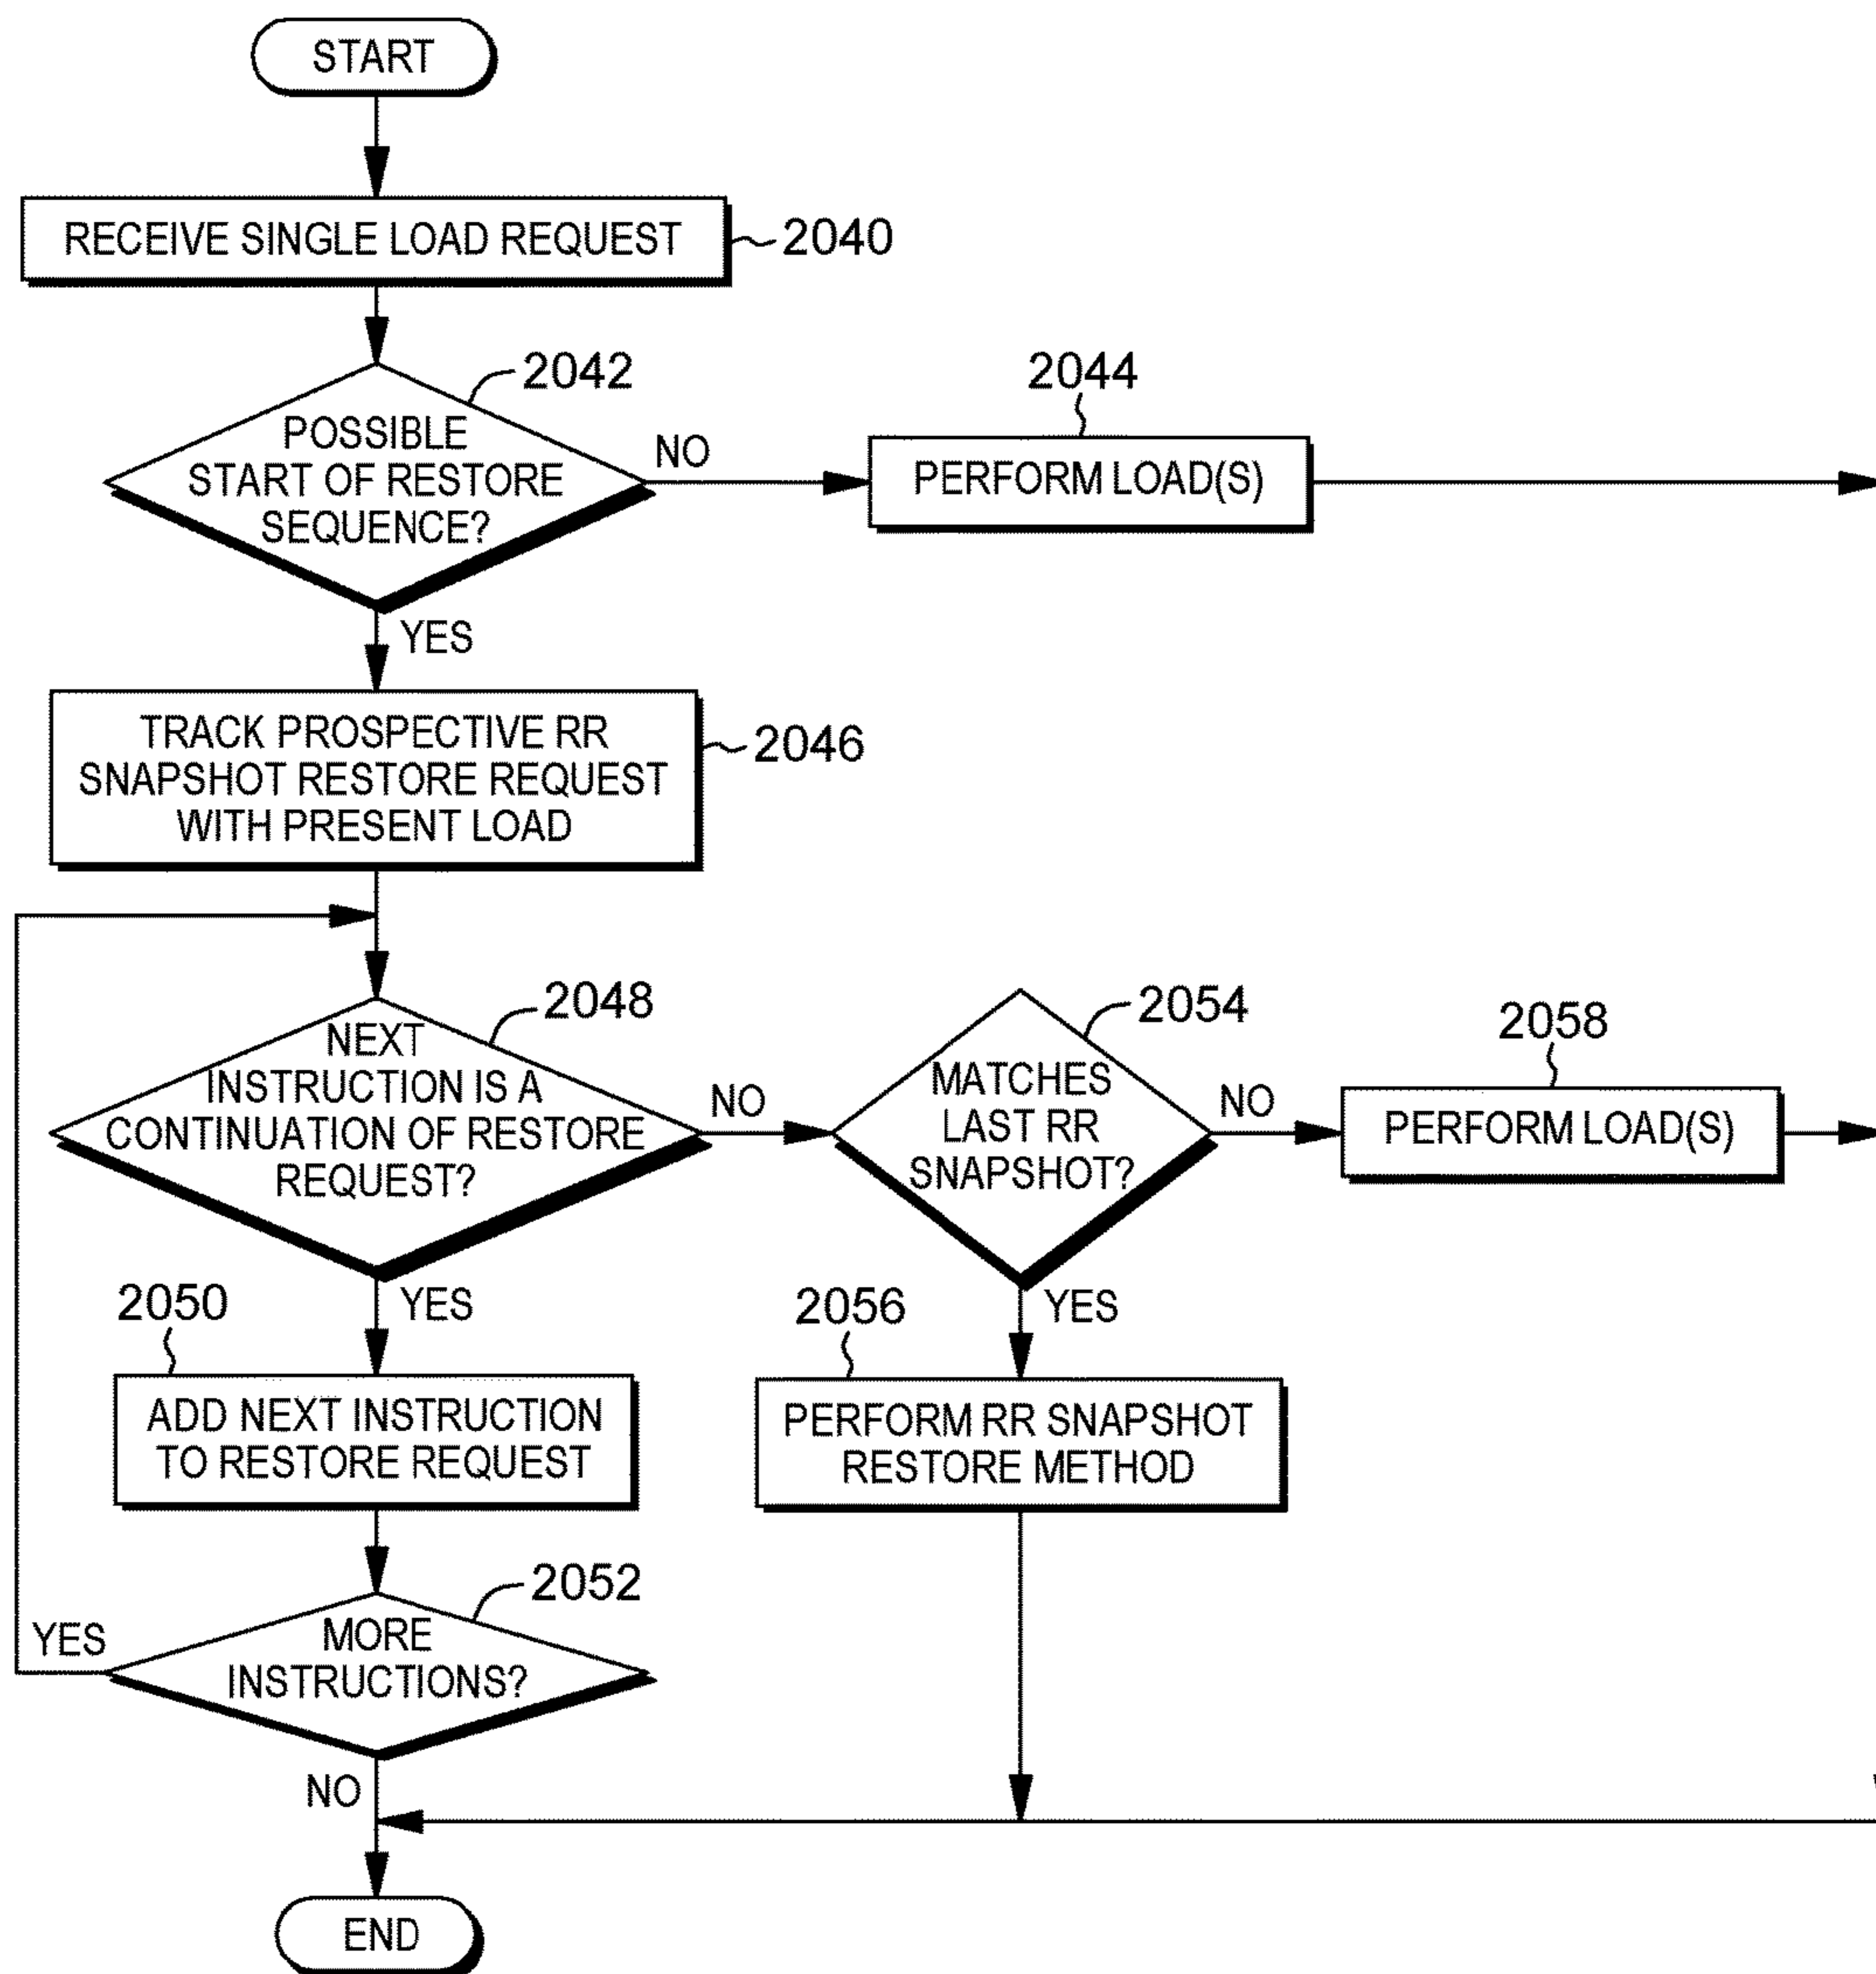 START
RECEIVE SINGLE LOAD REQUEST
2040
2042
POSSIBLE
START OF RESTORE
SEQUENCE?
NO
2044
PERFORM LOAD(S)
YES
TRACK PROSPECTIVE RR
SNAPSHOT RESTORE REQUEST
WITH PRESENT LOAD
2046
2048
NEXT
INSTRUCTION IS A
CONTINUATION OF RESTORE
REQUEST?
NO
2054
MATCHES
LAST RR
SNAPSHOT?
NO
2058
PERFORM LOAD(S)
YES
2050
ADD NEXT INSTRUCTION
TO RESTORE REQUEST
YES
2056
PERFORM RR SNAPSHOT
RESTORE METHOD
2052
MORE
INSTRUCTIONS?
YES
NO
END